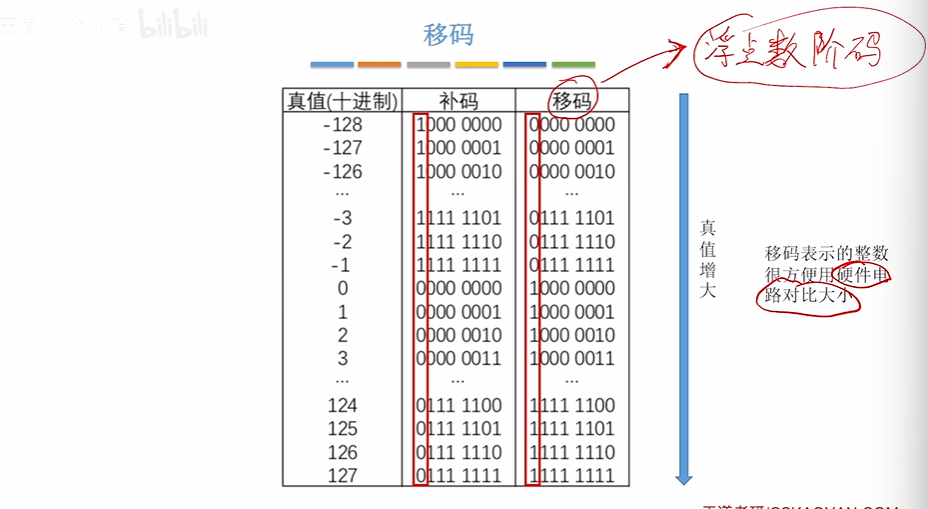 bilibili
移码
浮点数阶码
真值(十进制) 补码 移码
-128 1000 0000 0000 0000
-127 1000 0001 0000 0001
-126 1000 0010 0000 0010
... ... ...
-3 1111 1101 0111 1101
-2 1111 1110 0111 1110
-1 1111 1111 0111 1111
0 0000 0000 1000 0000
1 0000 0001 1000 0001
2 0000 0010 1000 0010
3 0000 0011 1000 0011
... ... ...
124 0111 1100 1111 1100
125 0111 1101 1111 1101
126 0111 1110 1111 1110
127 0111 1111 1111 1111
真值增大
移码表示的整数
很方便用硬件电
路对比大小